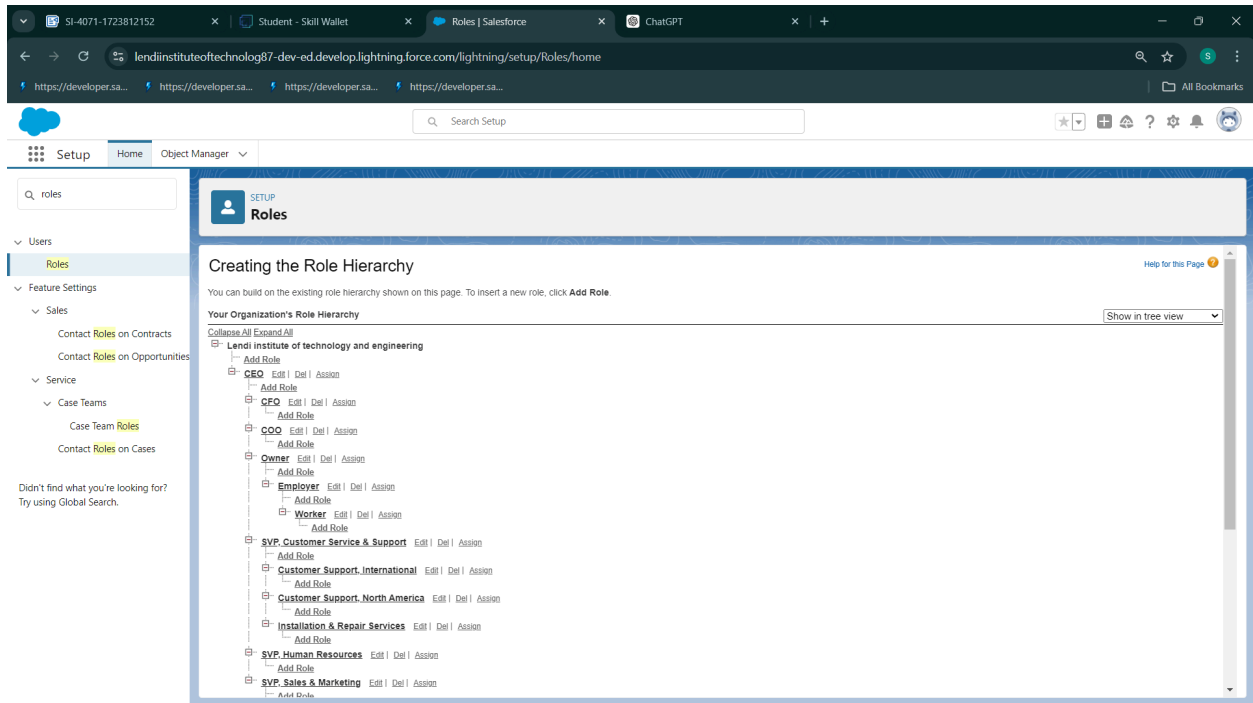 SI-4071-1723812152
Student - Skill Wallet
Roles | Salesforce
ChatGPT
lendiinstituteoftechnolog87-dev-ed.develop.lightning.force.com/lightning/setup/Roles/home
S
https://developer.sa... https://developer.sa... https://developer.sa... https://developer.sa...
All Bookmarks
Search Setup
Setup Home Object Manager
roles
Users
Roles
Feature Settings
Sales
Contact Roles on Contracts
Contact Roles on Opportunities
Service
Case Teams
Case Team Roles
Contact Roles on Cases
Didn't find what you're looking for?
Try using Global Search.
SETUP
Roles
Creating the Role Hierarchy
Help for this Page
You can build on the existing role hierarchy shown on this page. To insert a new role, click Add Role.
Your Organization's Role Hierarchy
Show in tree view
Collapse All Expand All
Lendi institute of technology and engineering
Add Role
CEO Edit | Del | Assign
Add Role
CFO Edit | Del | Assign
Add Role
COO Edit | Del | Assign
Add Role
Owner Edit | Del | Assign
Add Role
Employer Edit | Del | Assign
Add Role
Worker Edit | Del | Assign
Add Role
SVP, Customer Service & Support Edit | Del | Assign
Add Role
Customer Support, International Edit | Del | Assign
Add Role
Customer Support, North America Edit | Del | Assign
Add Role
Installation & Repair Services Edit | Del | Assign
Add Role
SVP, Human Resources Edit | Del | Assign
Add Role
SVP, Sales & Marketing Edit | Del | Assign
Add Role